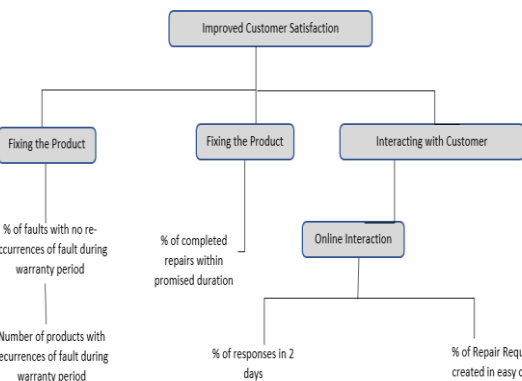 Improved Customer Satisfaction
Fixing the Product
Fixing the Product
Interacting with Customer
% of faults with no re-
ccurrences of fault during
warranty period
% of completed
repairs within
promised duration
Online Interaction
Number of products with
ecurrences of fault during
warranty period
% of responses in 2
days
% of Repair Requ
created in easy